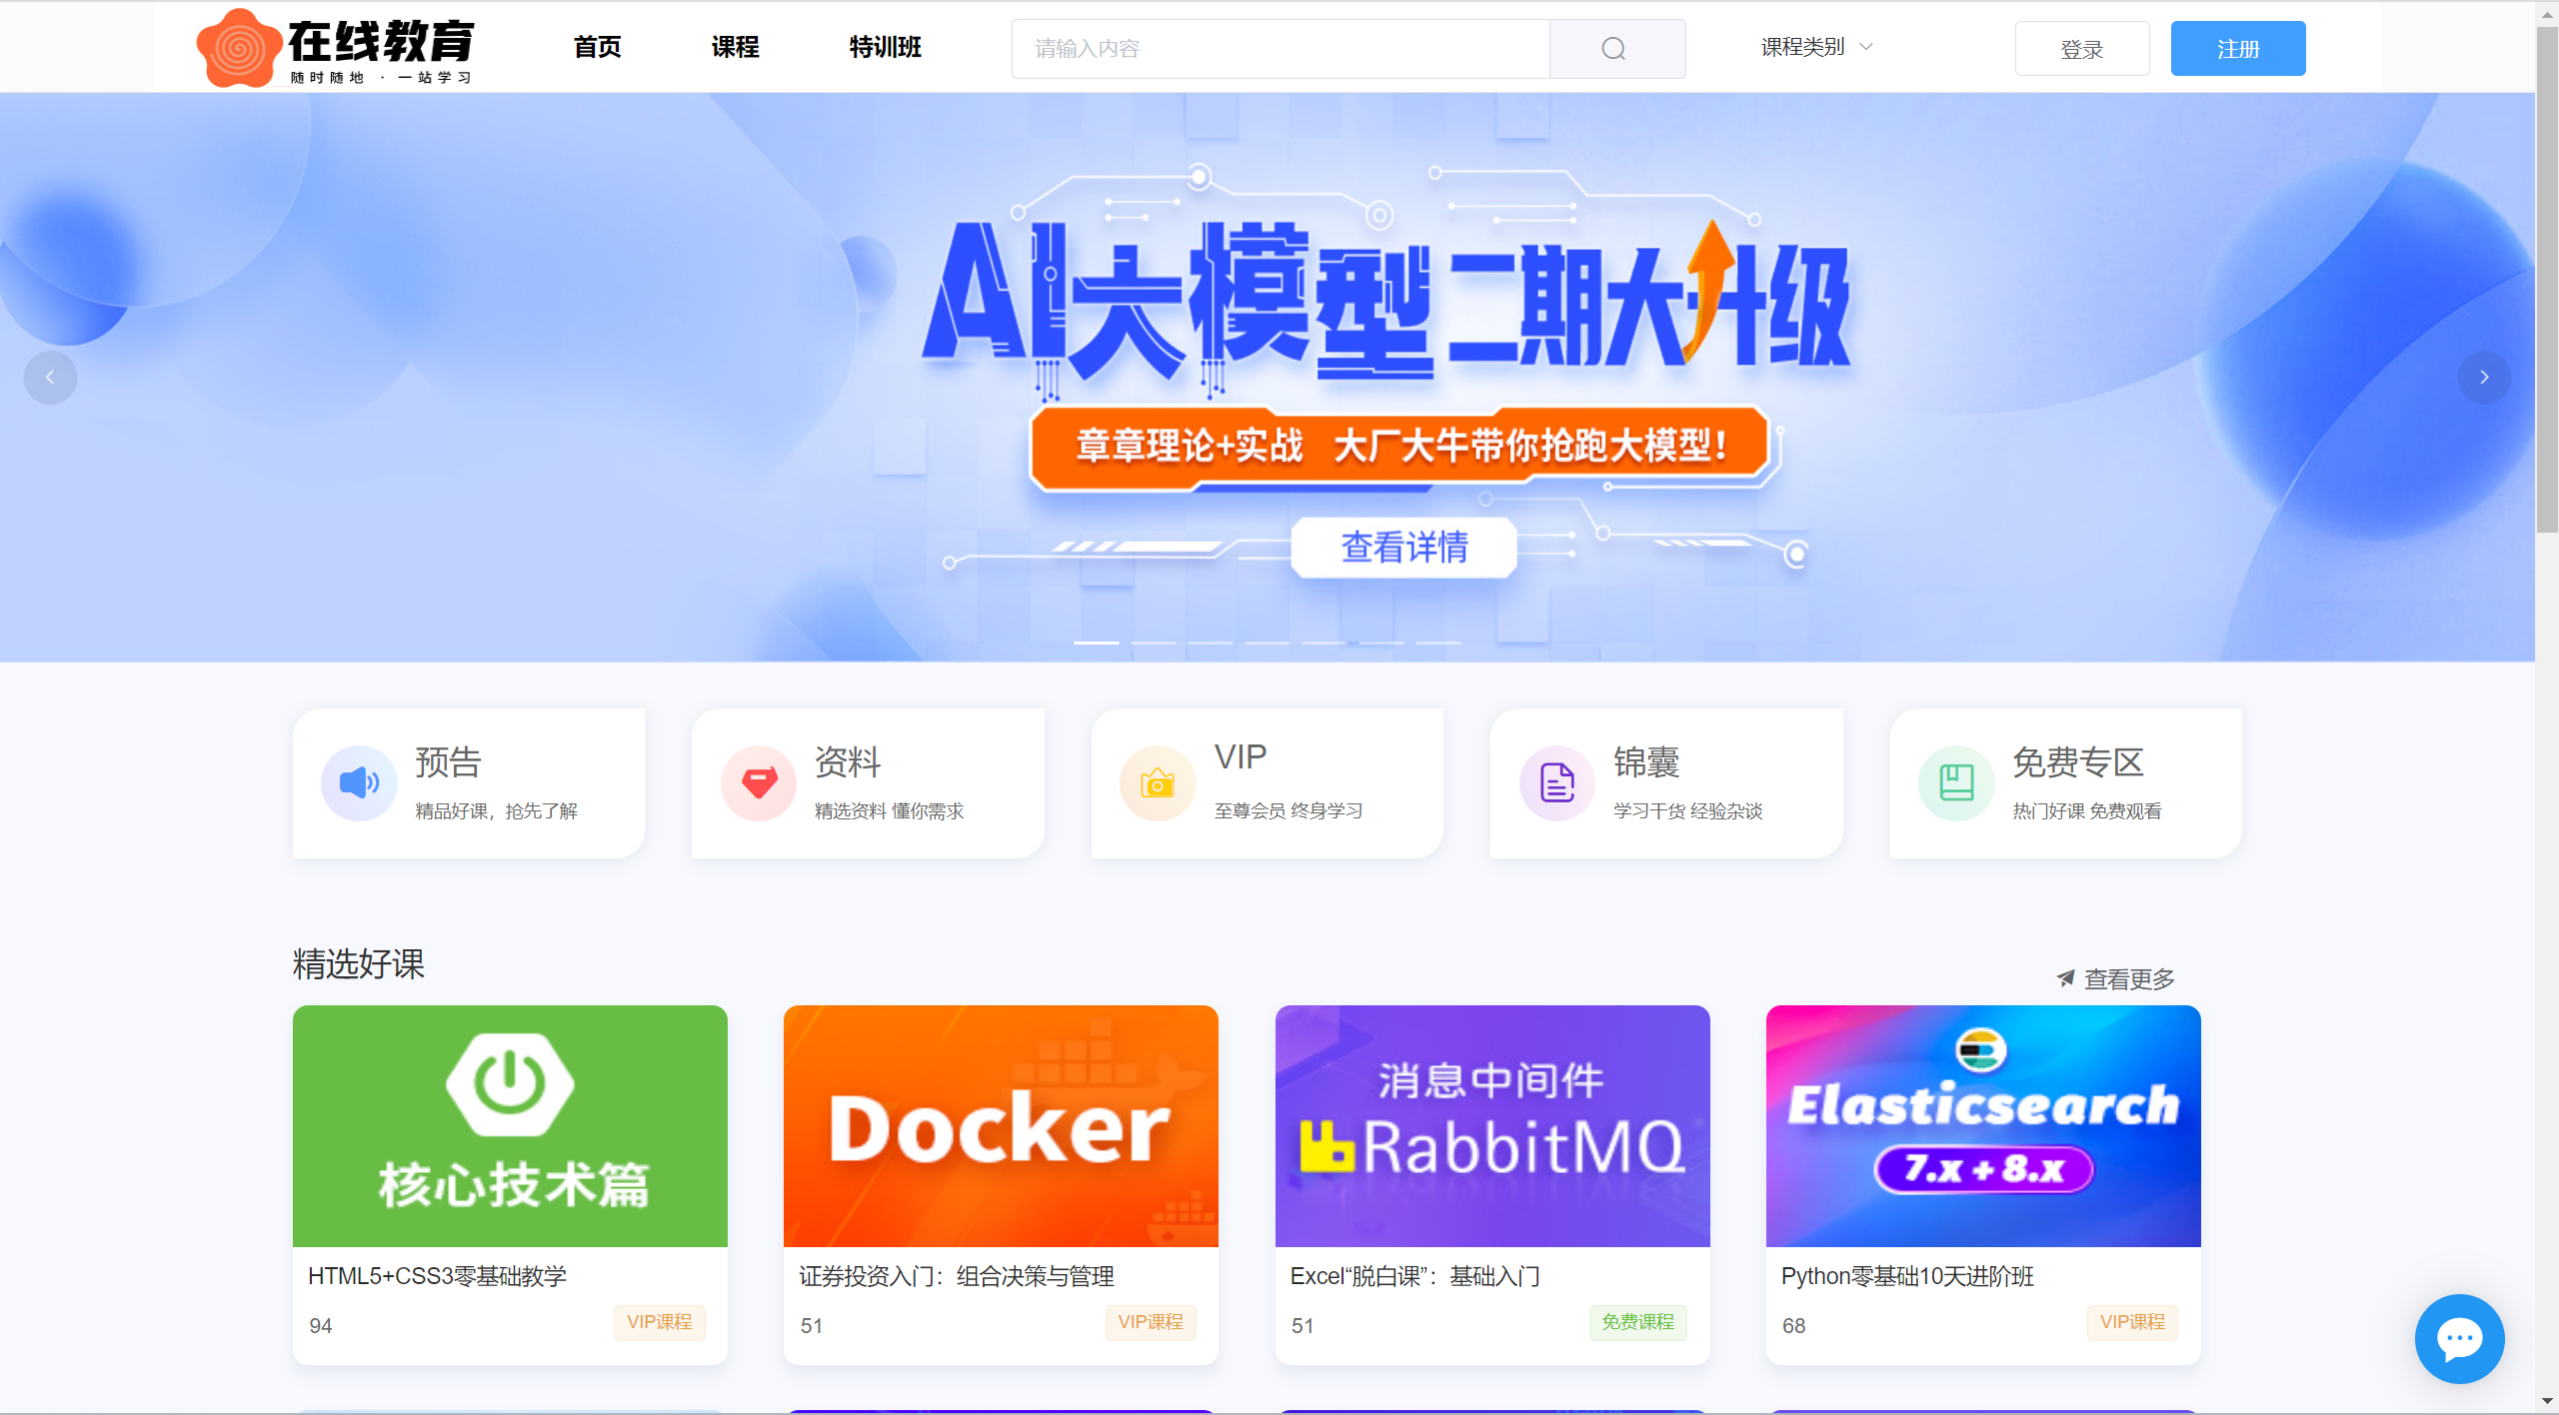 在线教育
随时随地 · 一站学习
首页
课程
特训班
请输入内容
课程类别
登录
注册
AI大模型二期大升级
章章理论+实战 大厂大牛带你抢跑大模型！
查看详情
预告
精品好课，抢先了解
资料
精选资料 懂你需求
VIP
至尊会员 终身学习
锦囊
学习干货 经验杂谈
免费专区
热门好课 免费观看
精选好课
查看更多
核心技术篇
HTML5+CSS3零基础教学
94
VIP课程
Docker
证券投资入门：组合决策与管理
51
VIP课程
消息中间件
RabbitMQ
Excel“脱白课”：基础入门
51
免费课程
Elasticsearch
7.x + 8.x
Python零基础10天进阶班
68
VIP课程